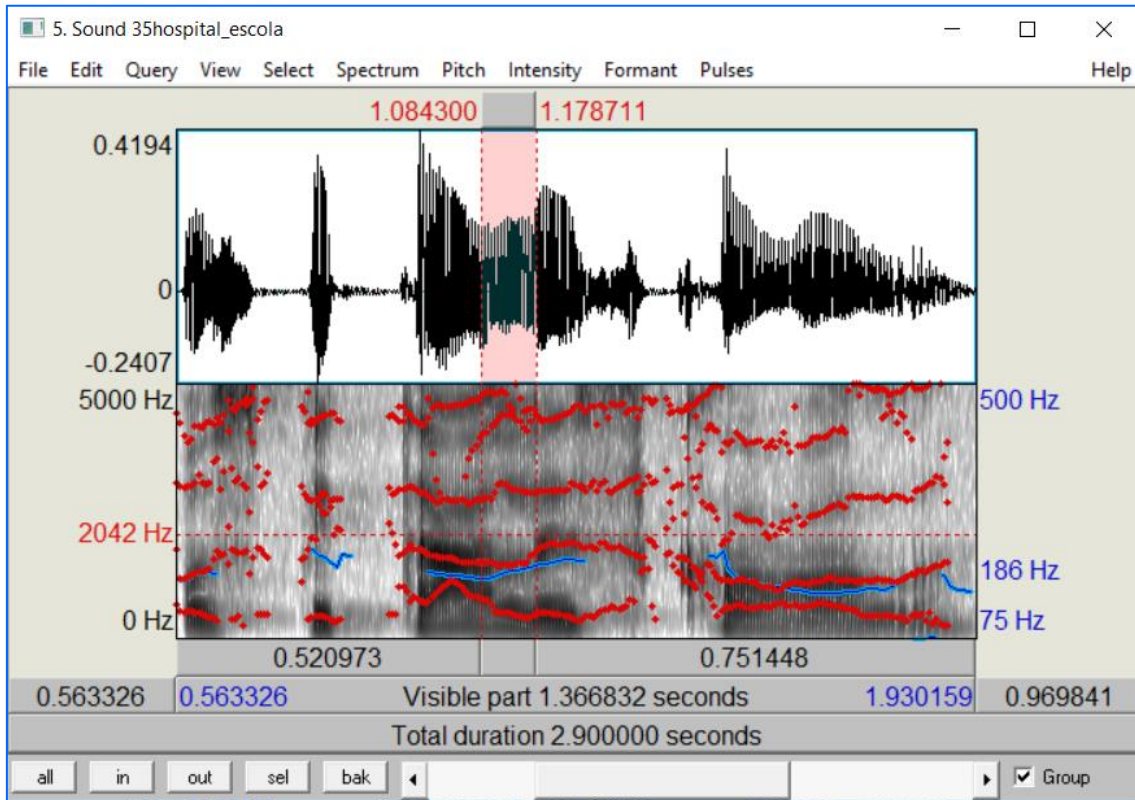 5. Sound 35hospital_escola
File Edit Query View Select Spectrum Pitch Intensity Formant Pulses Help
1.084300 1.178711
0.4194
0
-0.2407
5000 Hz 500 Hz
2042 Hz
186 Hz
0 Hz 75 Hz
0.520973 0.751448
0.563326 0.563326 Visible part 1.366832 seconds 1.930159 0.969841
Total duration 2.900000 seconds
all in out sel bak Group